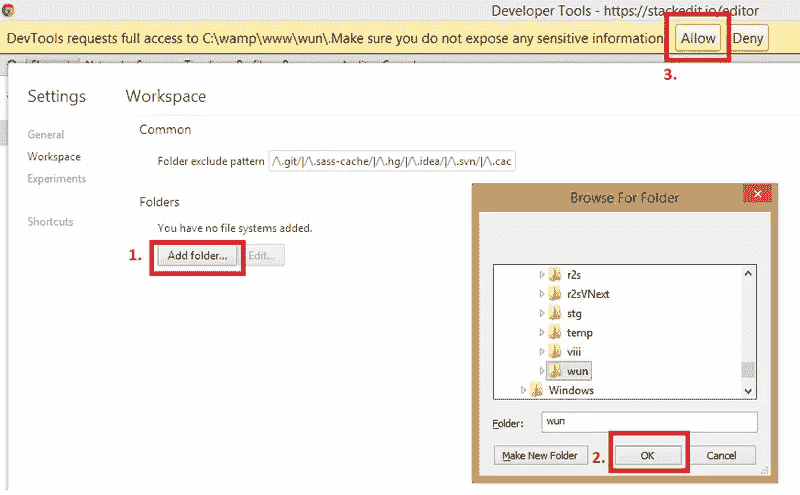 Developer Tools - https://stackedit.io/editor
DevTools requests full access to C:\wamp\www\wun\.Make sure you do not expose any sensitive information.
Allow
Deny
3.
Settings
Workspace
General
Workspace
Experiments
Shortcuts
Common
Folder exclude pattern
/\.git/|/\.sass-cache/|/\.hg/|/\.idea/|/\.svn/|/\.cac
Folders
You have no file systems added.
1.
Add folder...
Edit...
Browse For Folder
r2s
r2sVNext
stg
temp
viii
wun
Windows
Folder:
wun
Make New Folder
2.
OK
Cancel